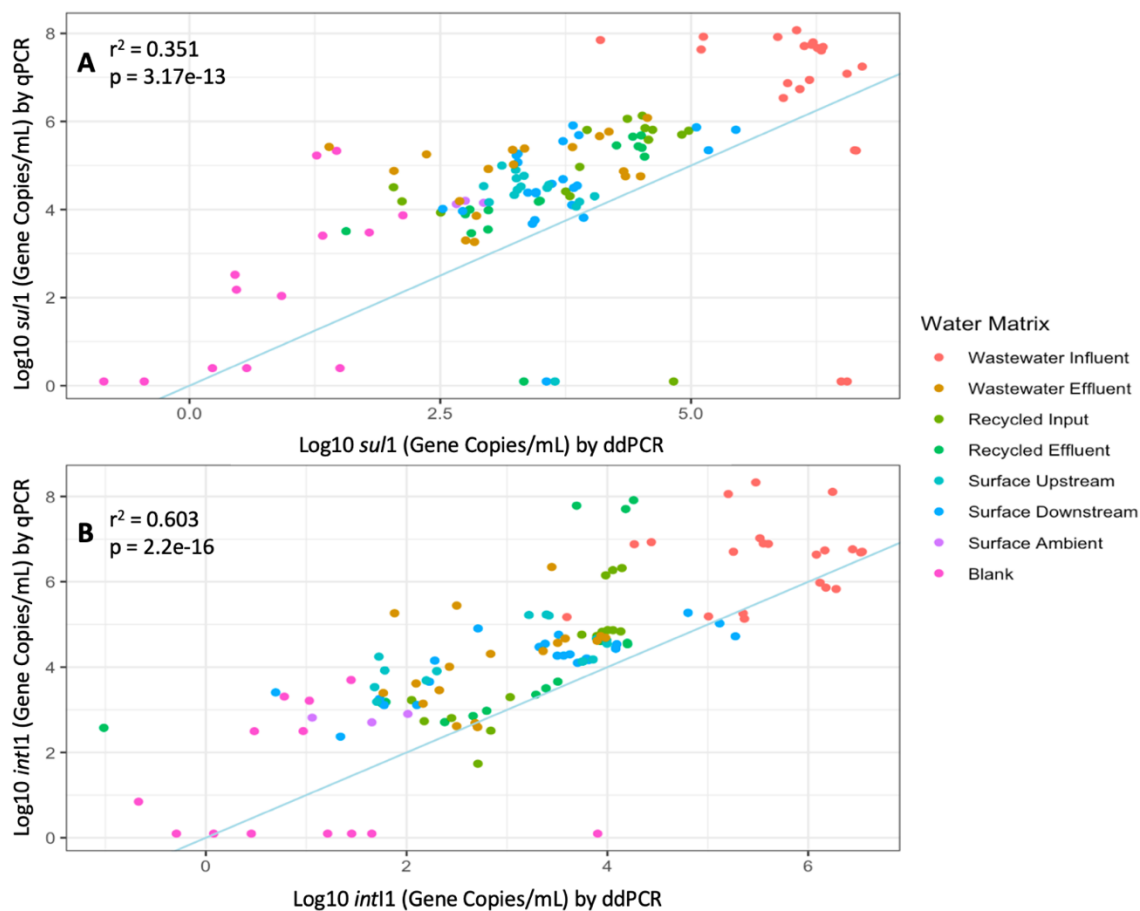 A
r² = 0.351
p = 3.17e-13
Log10 sul1 (Gene Copies/mL) by qPCR
8
6
4
2
0
0.0 2.5 5.0
Log10 sul1 (Gene Copies/mL) by ddPCR
B
r² = 0.603
p = 2.2e-16
Log10 intI1 (Gene Copies/mL) by qPCR
8
6
4
2
0
0 2 4 6
Log10 intI1 (Gene Copies/mL) by ddPCR
Water Matrix
Wastewater Influent
Wastewater Effluent
Recycled Input
Recycled Effluent
Surface Upstream
Surface Downstream
Surface Ambient
Blank